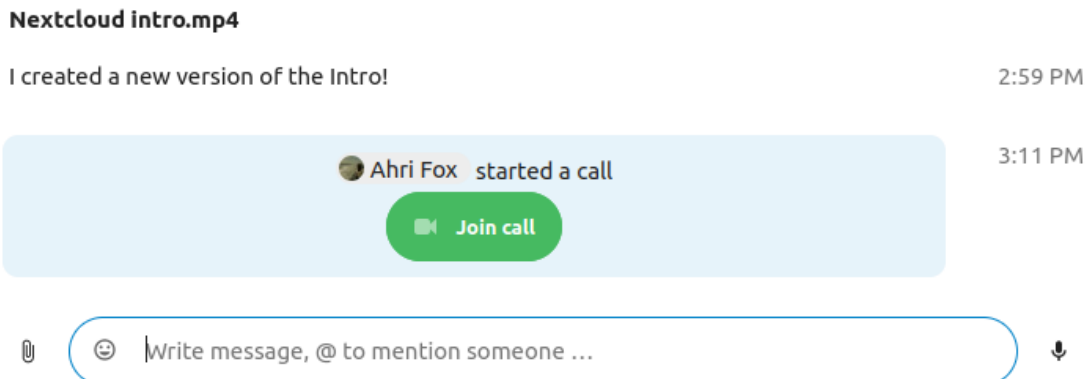 Nextcloud intro.mp4
I created a new version of the Intro! 2:59 PM
Ahri Fox started a call 3:11 PM
Join call
Write message, @ to mention someone …